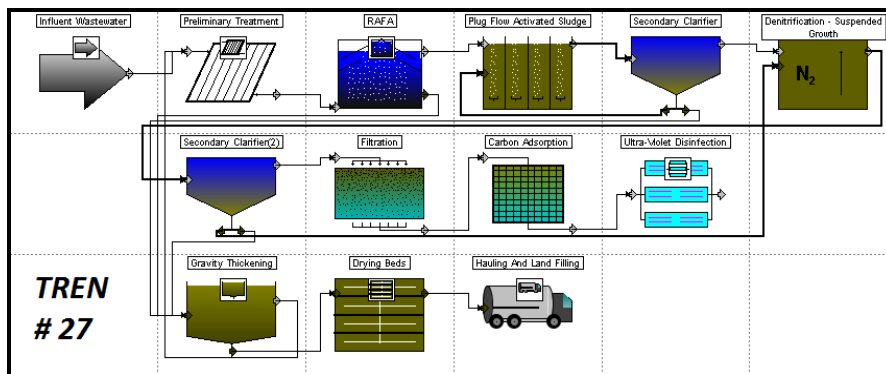 Influent Wastewater
Preliminary Treatment
RAFA
Plug Flow Activated Sludge
Secondary Clarifier
Denitrification - Suspended
Growth
N₂
Secondary Clarifier(2)
Filtration
Carbon Adsorption
Ultra-Violet Disinfection
Gravity Thickening
Drying Beds
Hauling And Land Filling
TREN
# 27